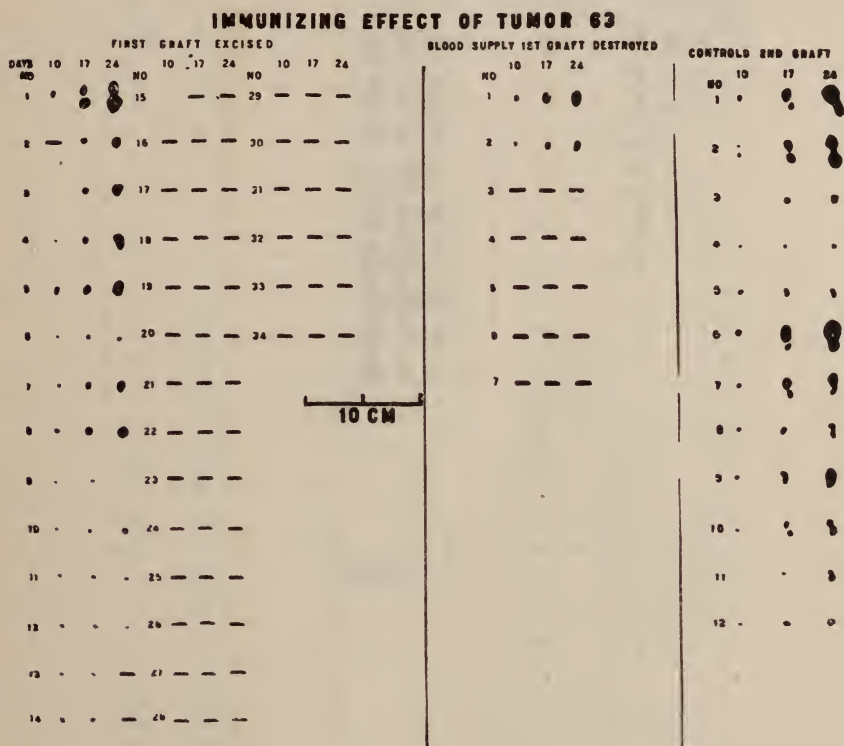 IMMUNIZING EFFECT OF TUMOR 63
FIRST GRAFT EXCISED
BLOOD SUPPLY 1ST GRAFT DESTROYED
CONTROLD 2ND GRAFT
DAYS 10 17 24 10 17 24 10 17 24
NO NO NO
10 17 24
NO
10 17 24
NO
1 15 29 1 1
2 16 30 2 2
3 17 31 3 3
4 18 32 4 4
5 19 33 5 5
6 20 34 6 6
7 21 7 7
10 CM
8 22 8
9 23 9
10 24 10
11 25 11
12 26 12
13 27
14 28